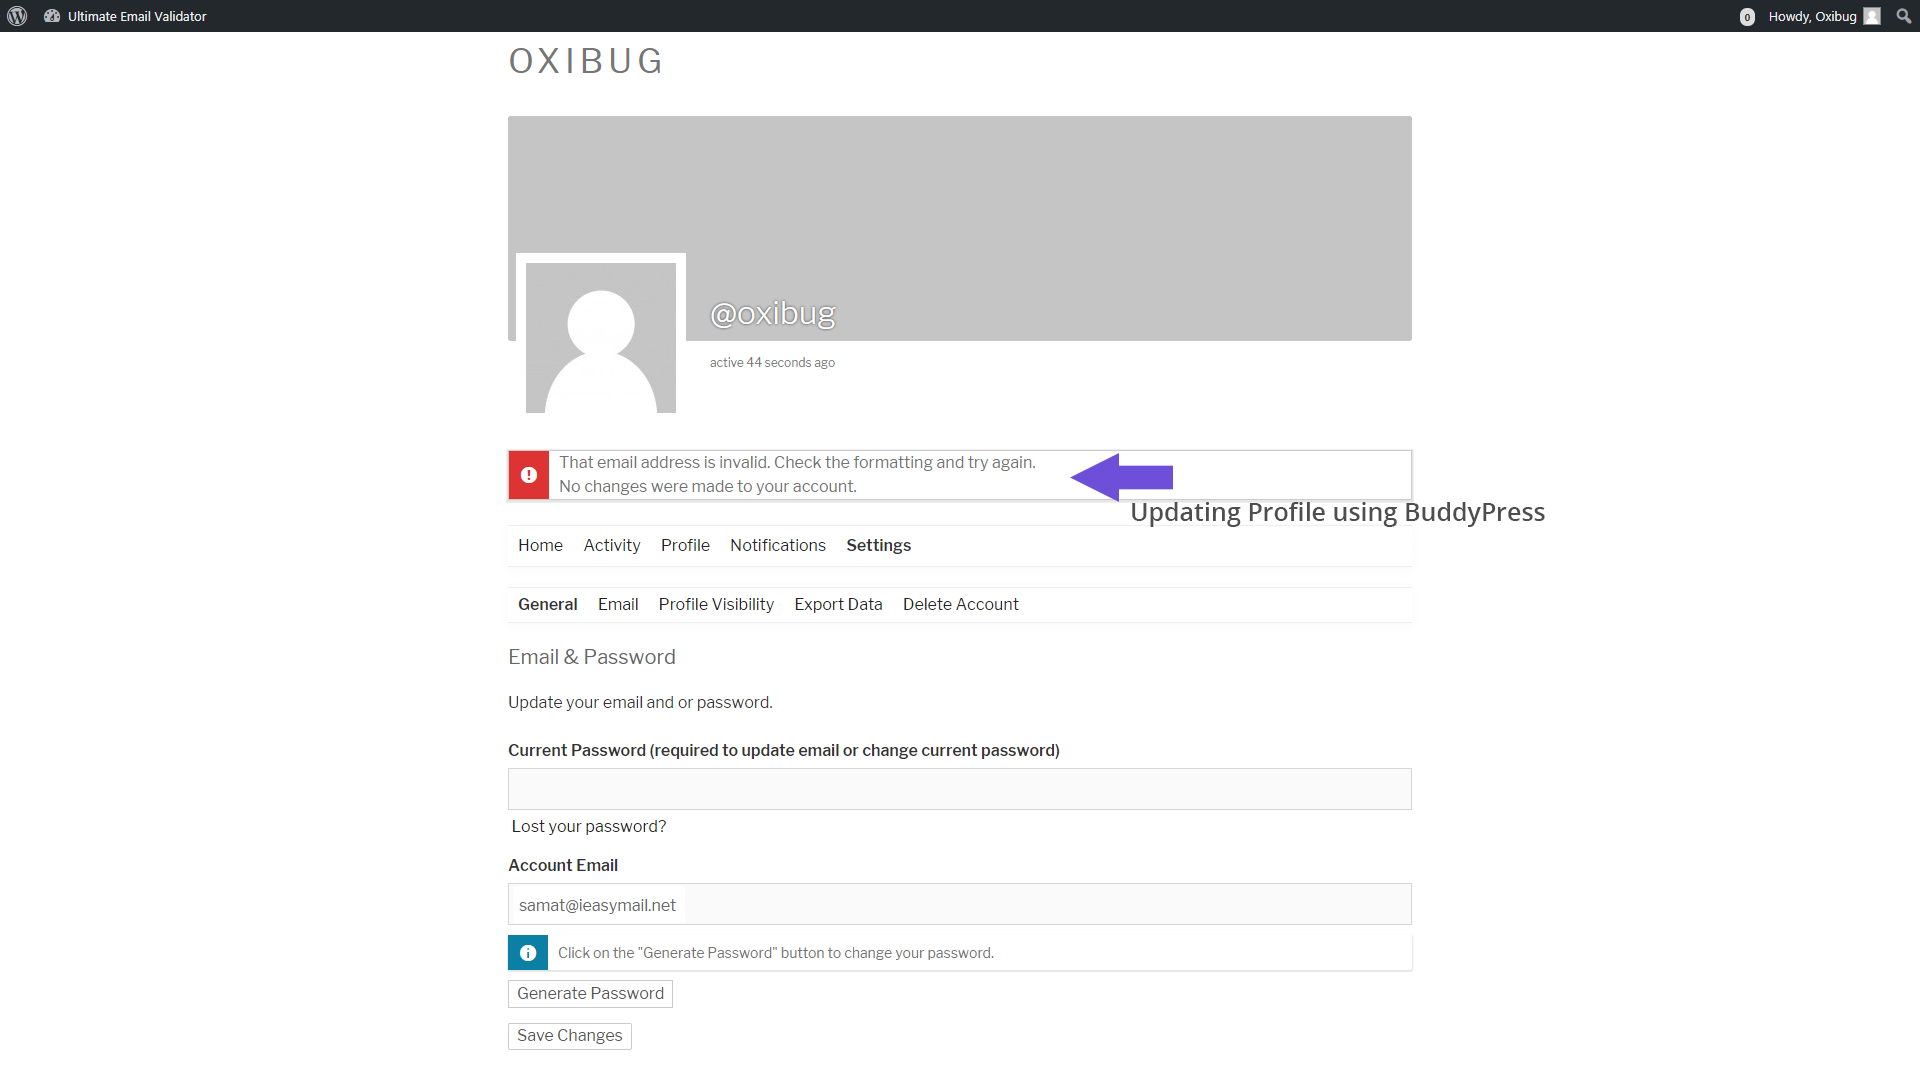 Ultimate Email Validator
0
Howdy, Oxibug
OXIBUG
@oxibug
active 44 seconds ago
That email address is invalid. Check the formatting and try again.
No changes were made to your account.
Updating Profile using BuddyPress
Home Activity Profile Notifications Settings
General Email Profile Visibility Export Data Delete Account
Email & Password
Update your email and or password.
Current Password (required to update email or change current password)
Lost your password?
Account Email
samat@ieasymail.net
Click on the "Generate Password" button to change your password.
Generate Password
Save Changes